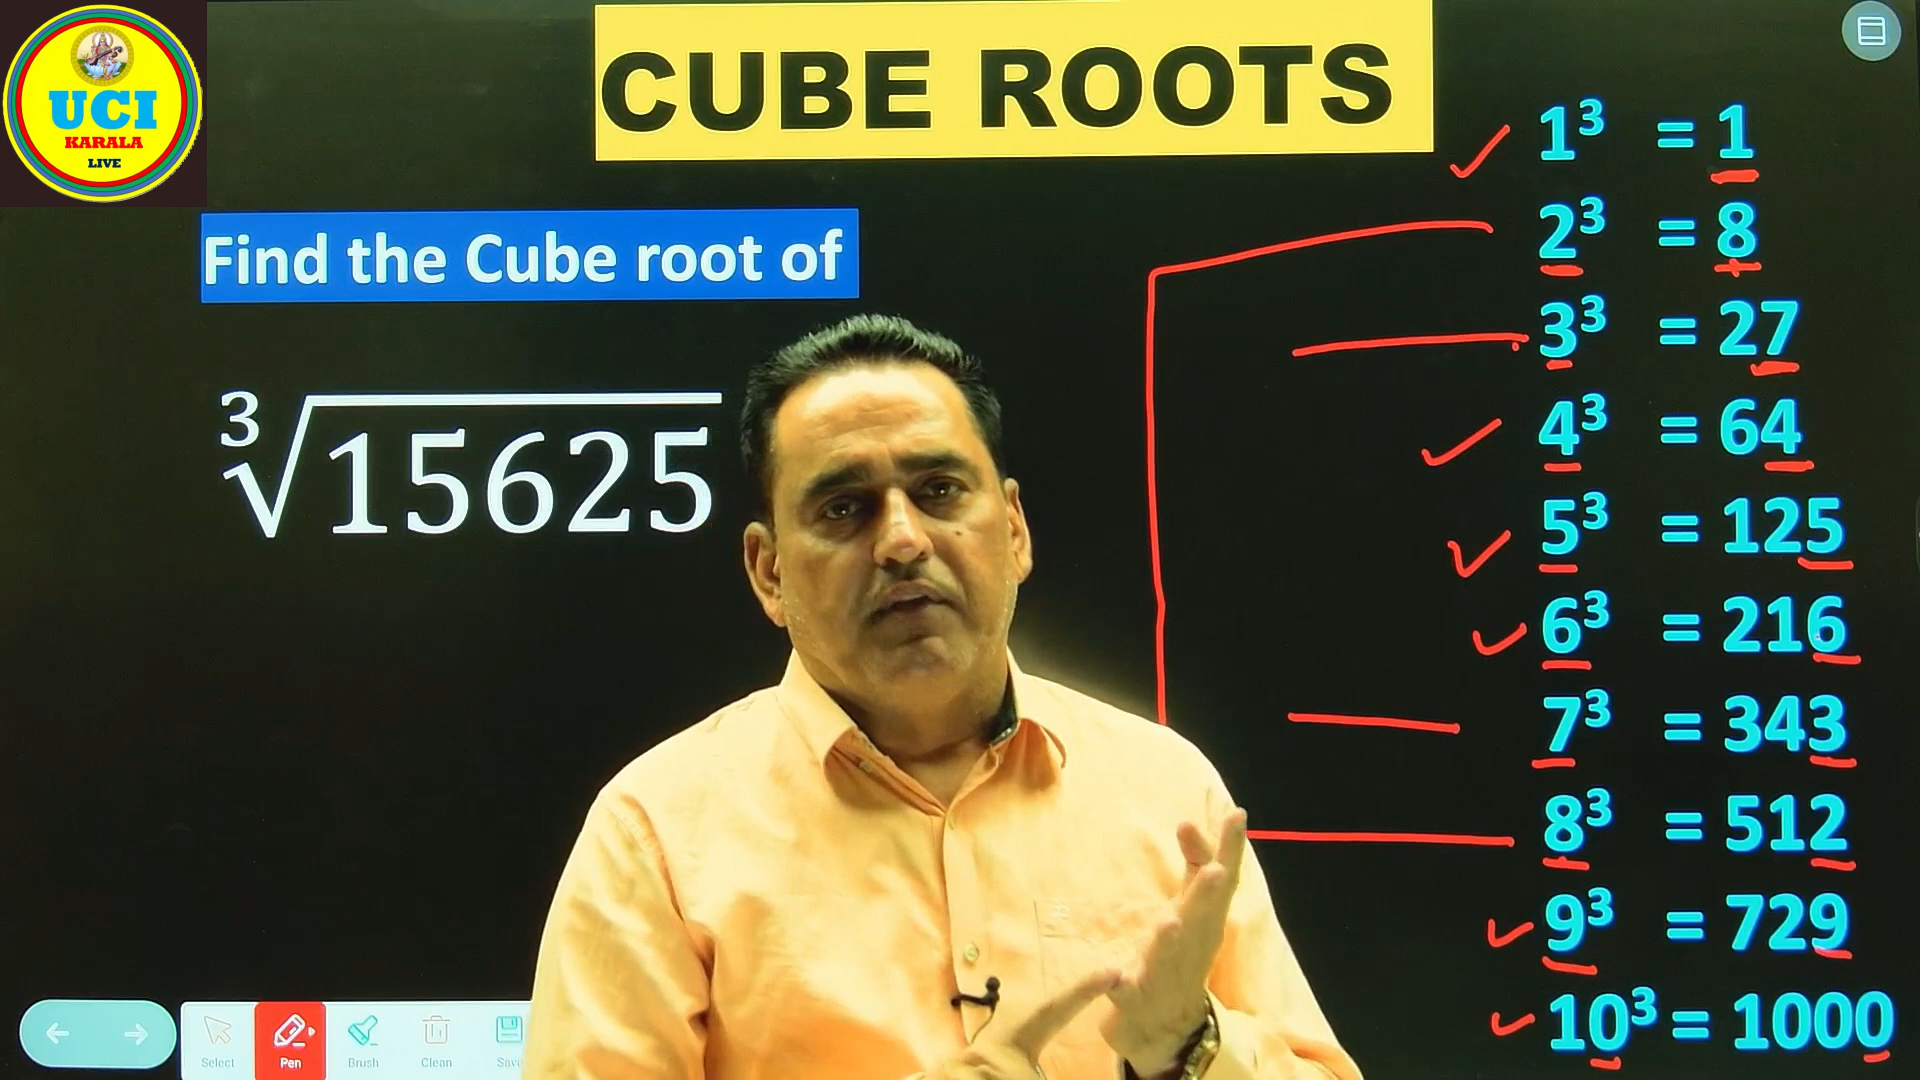 UCI
KARALA
LIVE
CUBE ROOTS
Find the Cube root of
∛15625
1³ = 1
2³ = 8
3³ = 27
4³ = 64
5³ = 125
6³ = 216
7³ = 343
8³ = 512
9³ = 729
10³ = 1000
Select
Pen
Brush
Clean
Save